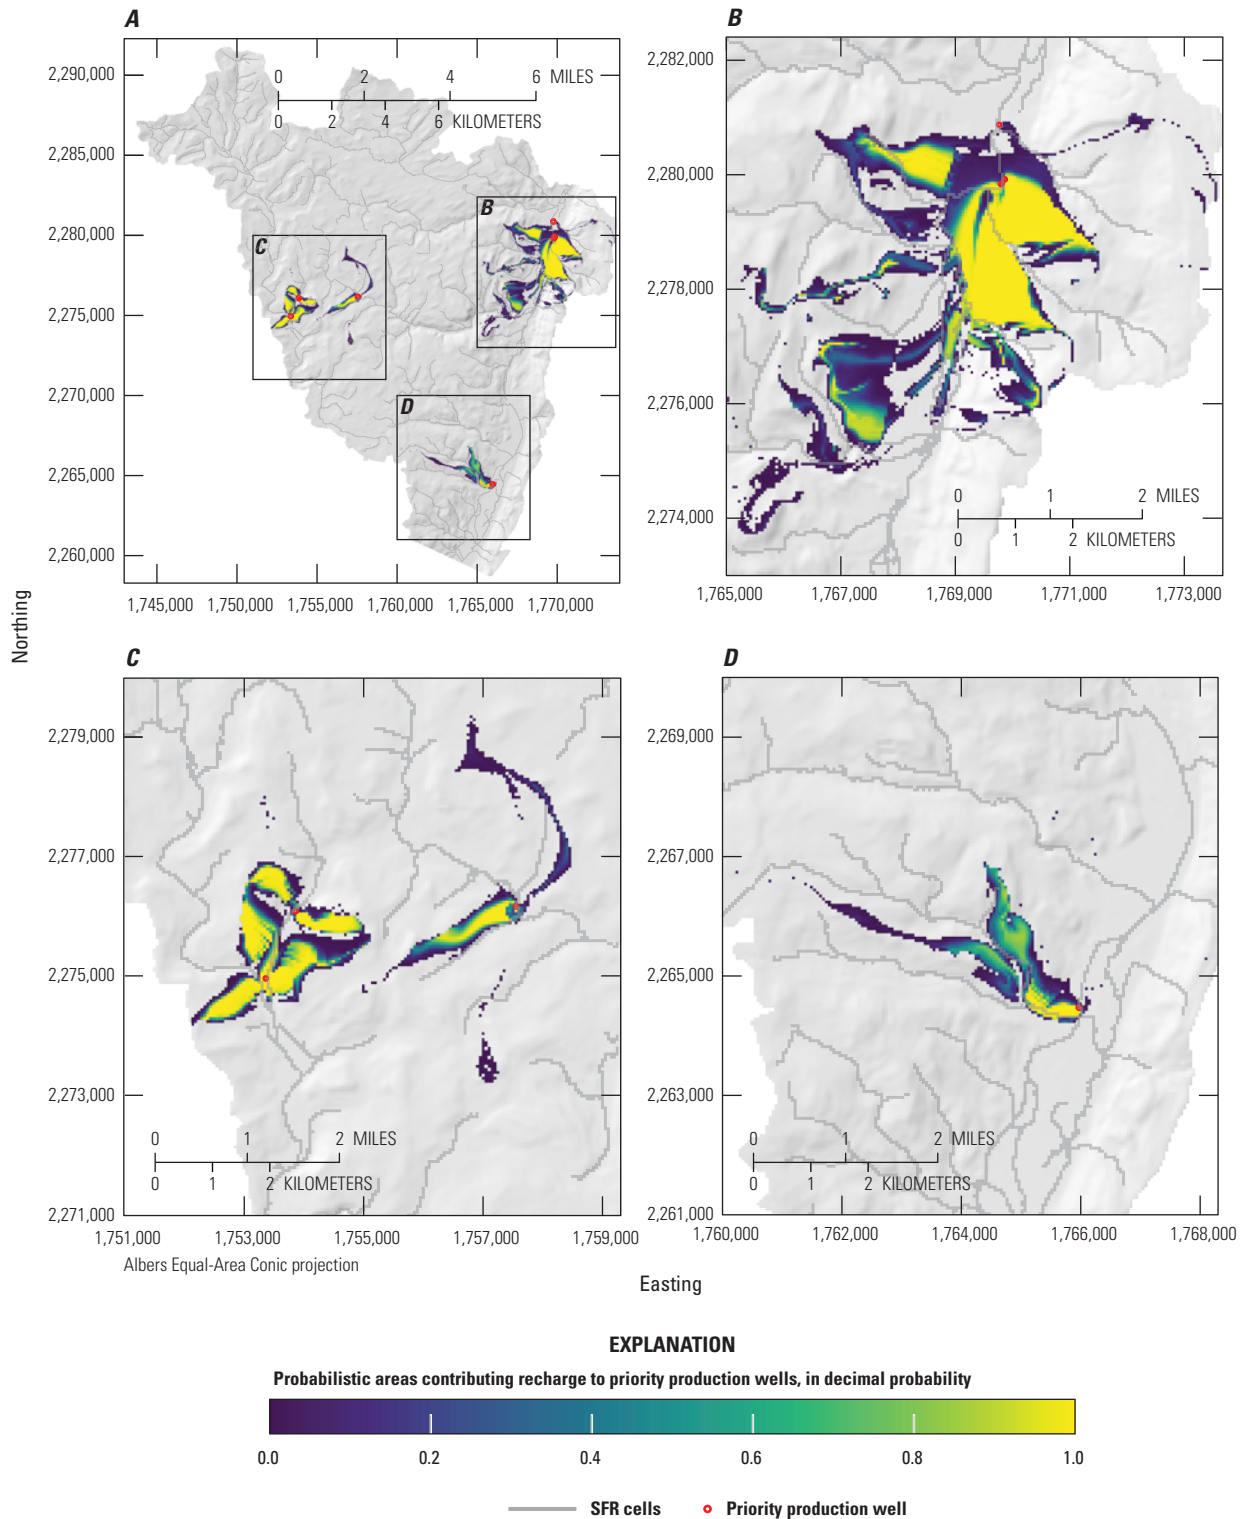 A
B
2,290,000
2,285,000
2,280,000
2,275,000
2,270,000
2,265,000
2,260,000
0 2 4 6 MILES
0 2 4 6 KILOMETERS
B
C
D
1,745,000 1,750,000 1,755,000 1,760,000 1,765,000 1,770,000
2,282,000
2,280,000
2,278,000
2,276,000
2,274,000
0 1 2 MILES
0 1 2 KILOMETERS
1,765,000 1,767,000 1,769,000 1,771,000 1,773,000
Northing
C
D
2,279,000
2,277,000
2,275,000
2,273,000
2,271,000
0 1 2 MILES
0 1 2 KILOMETERS
1,751,000 1,753,000 1,755,000 1,757,000 1,759,000
2,269,000
2,267,000
2,265,000
2,263,000
2,261,000
0 1 2 MILES
0 1 2 KILOMETERS
1,760,000 1,762,000 1,764,000 1,766,000 1,768,000
Albers Equal-Area Conic projection
Easting
EXPLANATION
Probabilistic areas contributing recharge to priority production wells, in decimal probability
0.0 0.2 0.4 0.6 0.8 1.0
SFR cells Priority production well